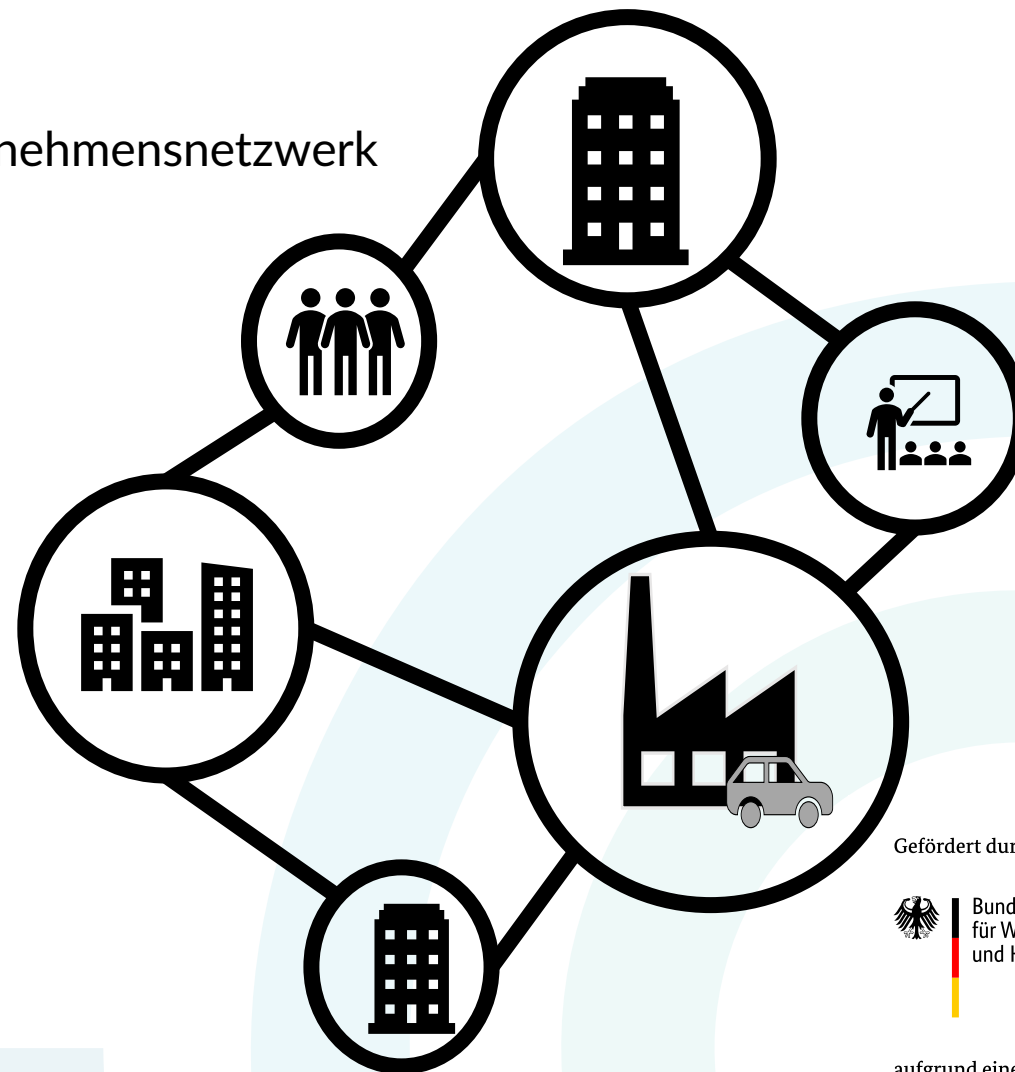 nehmensnetzwerk
Gefördert dur
Bund
für W
und K
aufgrund eine